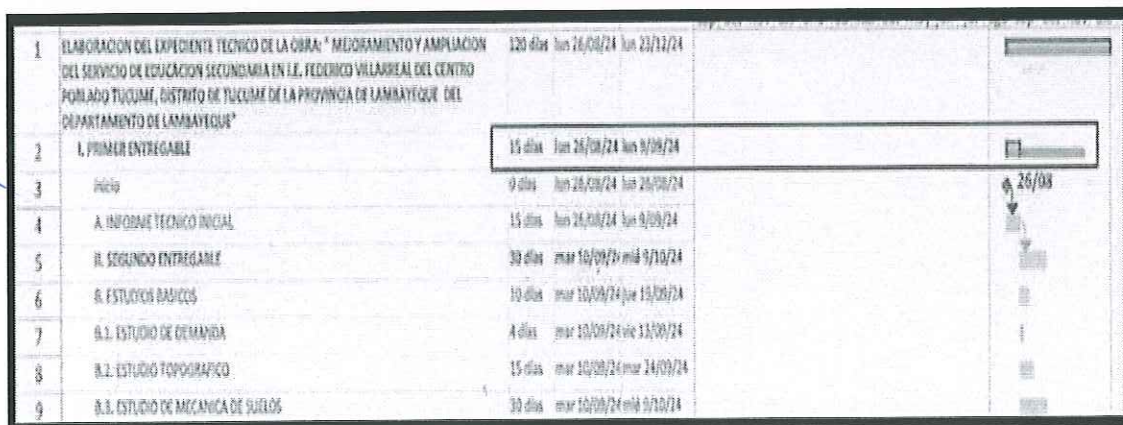 1 ELABORACION DEL EXPEDIENTE TECNICO DE LA OBRA: " MEJORAMIENTO Y AMPLIACION 120 días lun 26/08/24 lun 23/12/24
DEL SERVICIO DE EDUCACION SECUNDARIA EN I.E. FEDERICO VILLARREAL DEL CENTRO
POBLADO TUCUME, DISTRITO DE TUCUME DE LA PROVINCIA DE LAMBAYEQUE DEL
DEPARTAMENTO DE LAMBAYEQUE"
2 I. PRIMER ENTREGABLE 15 días lun 26/08/24 lun 9/09/24
3 Inicio 0 días lun 26/08/24 lun 26/08/24 26/08
4 A. INFORME TECNICO INICIAL 15 días lun 26/08/24 lun 9/09/24
5 II. SEGUNDO ENTREGABLE 30 días mar 10/09/24 mié 9/10/24
6 B. ESTUDIOS BASICOS mar 10/09/24 jue
7 B.1. ESTUDIO DE DEMANDA 4 días mar 10/09/24 vie 13/09/24
8 B.2. ESTUDIO TOPOGRAFICO 15 días mar 10/09/24 mar 24/09/24
9 B.3. ESTUDIO DE MECANICA DE SUELOS 30 días mar 10/09/24 mié 9/10/24